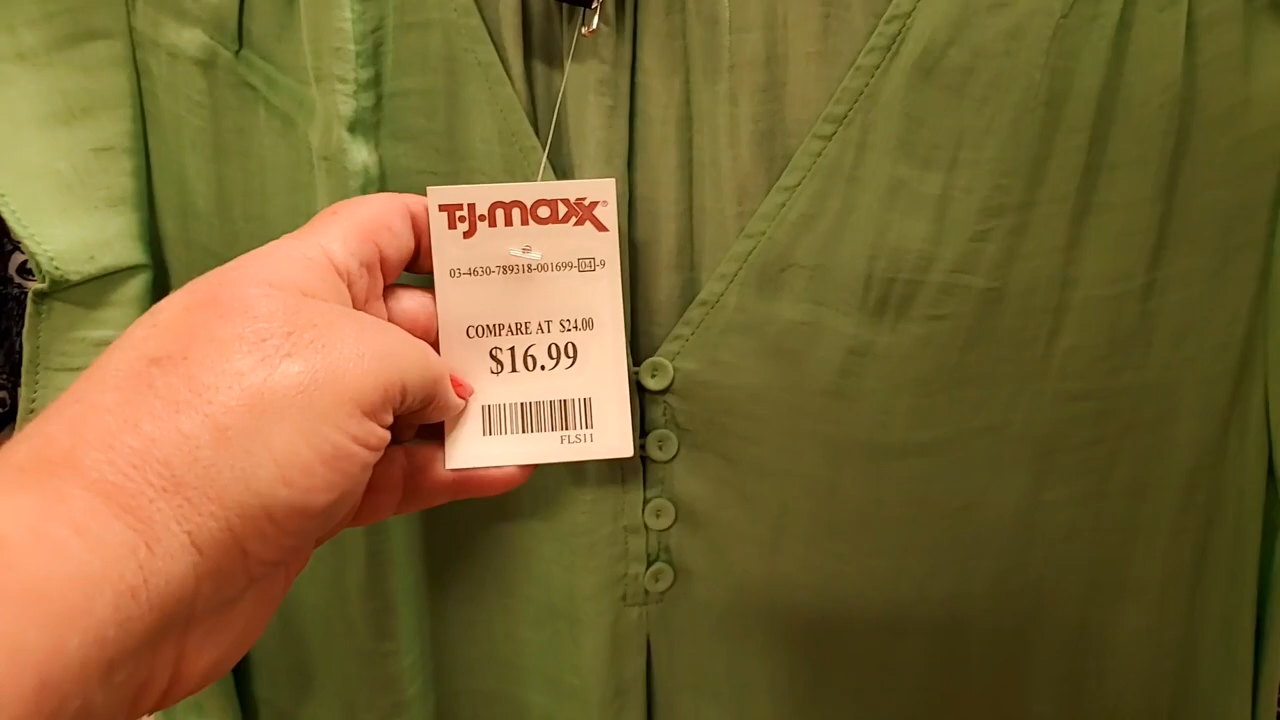 T.J.maxx®
03-4630-789318-001699-04-9
COMPARE AT $24.00
$16.99
FLS11